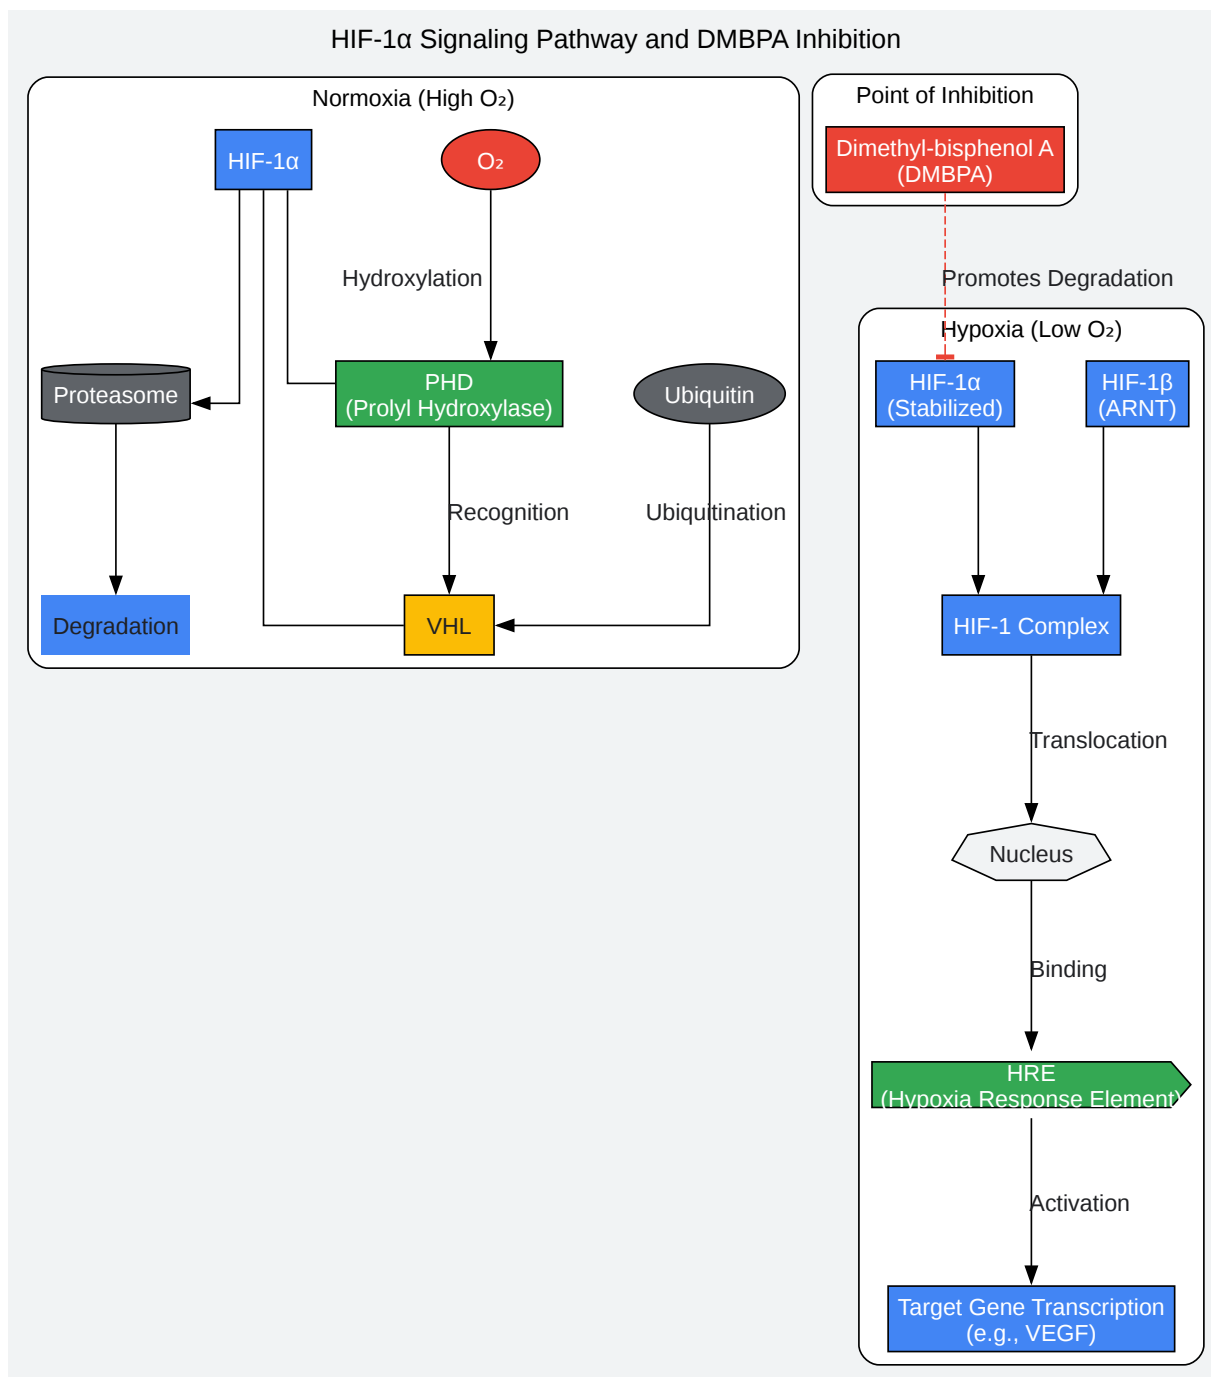 HIF-1α Signaling Pathway and DMBPA Inhibition
Normoxia (High O₂)
HIF-1α
O₂
Hydroxylation
Proteasome
PHD
(Prolyl Hydroxylase)
Ubiquitin
Recognition
Ubiquitination
Degradation
VHL
Point of Inhibition
Dimethyl-bisphenol A
(DMBPA)
Promotes Degradation
Hypoxia (Low O₂)
HIF-1α
(Stabilized)
HIF-1β
(ARNT)
HIF-1 Complex
Translocation
Nucleus
Binding
HRE
(Hypoxia Response Element)
Activation
Target Gene Transcription
(e.g., VEGF)